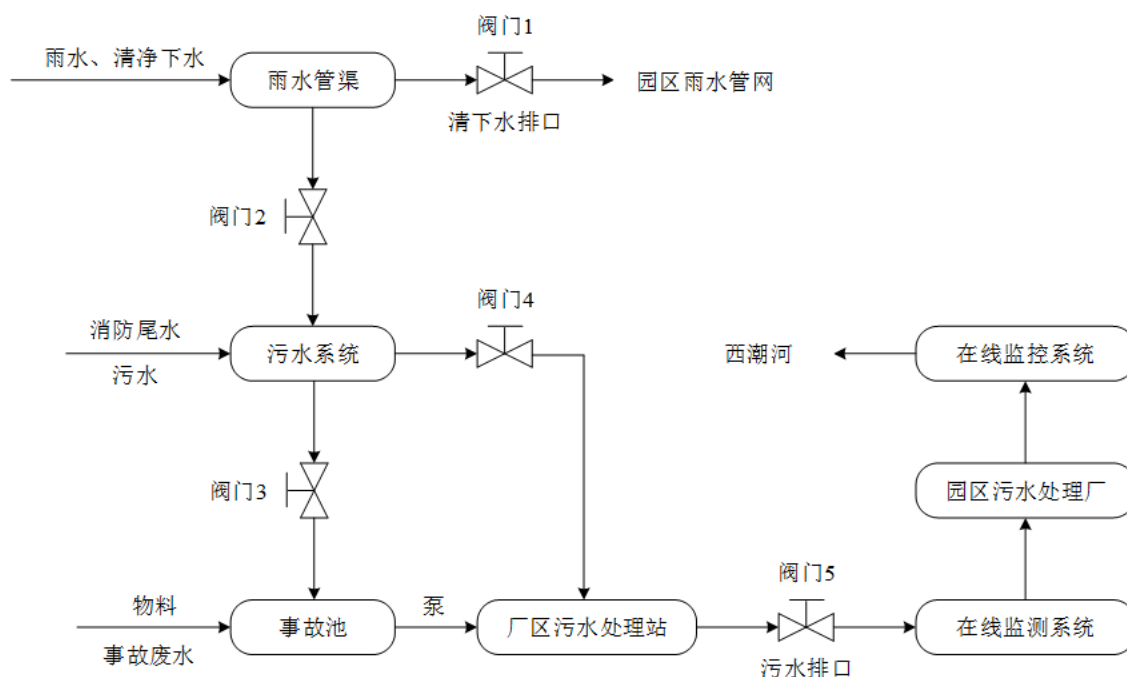 阀门1
雨水、清净下水
雨水管渠
园区雨水管网
清下水排口
阀门2
阀门4
消防尾水
污水系统
西潮河
在线监控系统
污水
阀门3
园区污水处理厂
阀门5
物料
事故池
泵
厂区污水处理站
在线监测系统
事故废水
污水排口